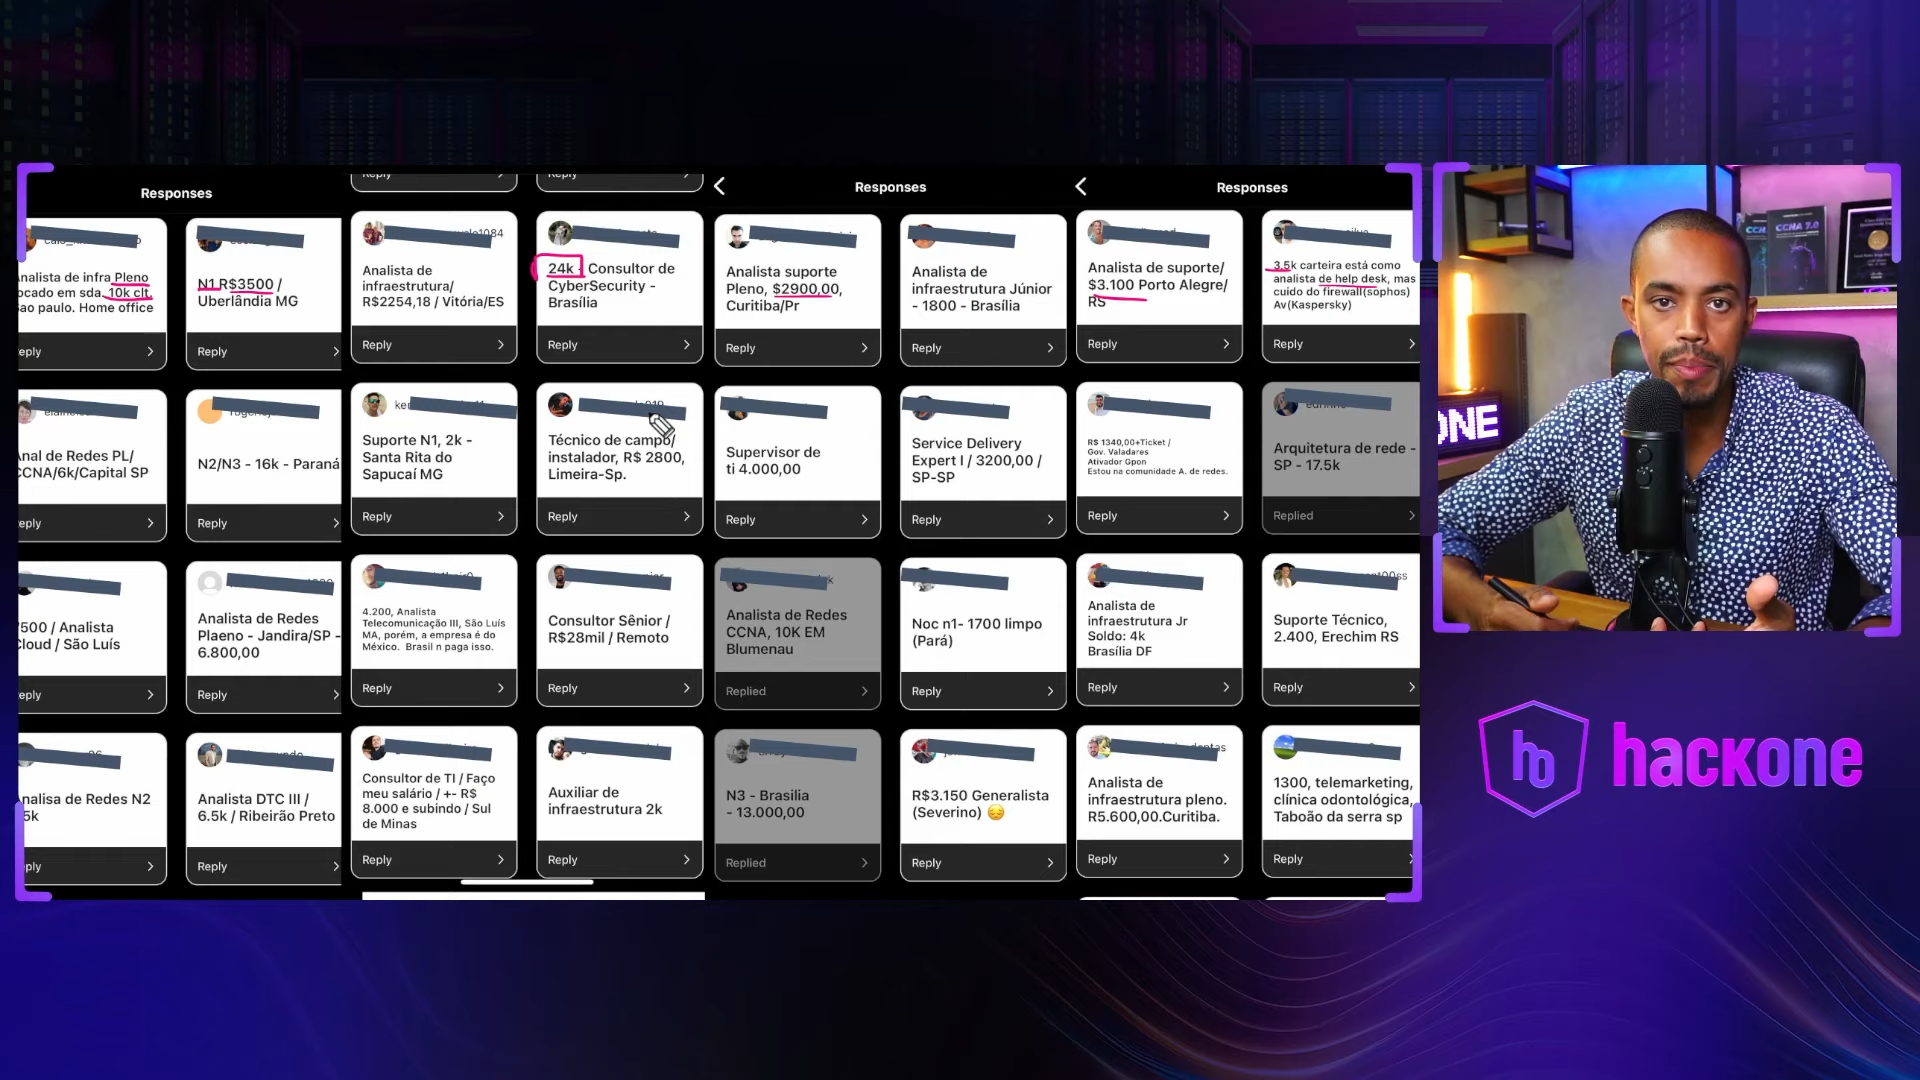 Responses
Analista de infra Pleno
focado em sda. 10k clt.
Sao paulo. Home office
eply
N1 R$3500 /
Uberlândia MG
Reply
Anal de Redes PL/
CCNA/6k/Capital SP
eply
N2/N3 - 16k - Paraná
Reply
500 / Analista
Cloud / São Luís
eply
Analista de Redes
Plaeno - Jandira/SP -
6.800,00
Reply
nalisa de Redes N2
5k
ply
Analista DTC III /
6.5k / Ribeirão Preto
Reply
Reply
Reply
1084
Analista de
infraestrutura/
R$2254,18 / Vitória/ES
Reply
24k - Consultor de
CyberSecurity -
Brasília
Reply
ker
Suporte N1, 2k -
Santa Rita do
Sapucaí MG
Reply
Técnico de campo/
instalador, R$ 2800,
Limeira-Sp.
Reply
4.200, Analista
Telecomunicação III, São Luís
MA, porém, a empresa é do
México. Brasil n paga isso.
Reply
Consultor Sênior /
R$28mil / Remoto
Reply
Consultor de TI / Faço
meu salário / +- R$
8.000 e subindo / Sul
de Minas
Reply
Auxiliar de
infraestrutura 2k
Reply
Responses
Analista suporte
Pleno, $2900,00,
Curitiba/Pr
Reply
Analista de
infraestrutura Júnior
- 1800 - Brasília
Reply
Supervisor de
ti 4.000,00
Reply
Service Delivery
Expert I / 3200,00 /
SP-SP
Reply
Analista de Redes
CCNA, 10K EM
Blumenau
Replied
Noc n1- 1700 limpo
(Pará)
Reply
N3 - Brasilia
- 13.000,00
Replied
R$3.150 Generalista
(Severino) 😔
Reply
Responses
Analista de suporte/
$3.100 Porto Alegre/
RS
Reply
3.5k carteira está como
analista de help desk, mas
cuido do firewall(sophos)
Av(Kaspersky)
Reply
R$ 1340,00+Ticket /
Gov. Valadares
Ativador Gpon
Estou na comunidade A. de redes.
Reply
Arquitetura de rede -
SP - 17.5k
Replied
Analista de
infraestrutura Jr
Soldo: 4k
Brasília DF
Reply
Suporte Técnico,
2.400, Erechim RS
Reply
Analista de
infraestrutura pleno.
R5.600,00.Curitiba.
Reply
1300, telemarketing,
clínica odontológica,
Taboão da serra sp
Reply
CCNA 7.0
ONE
ho hackone